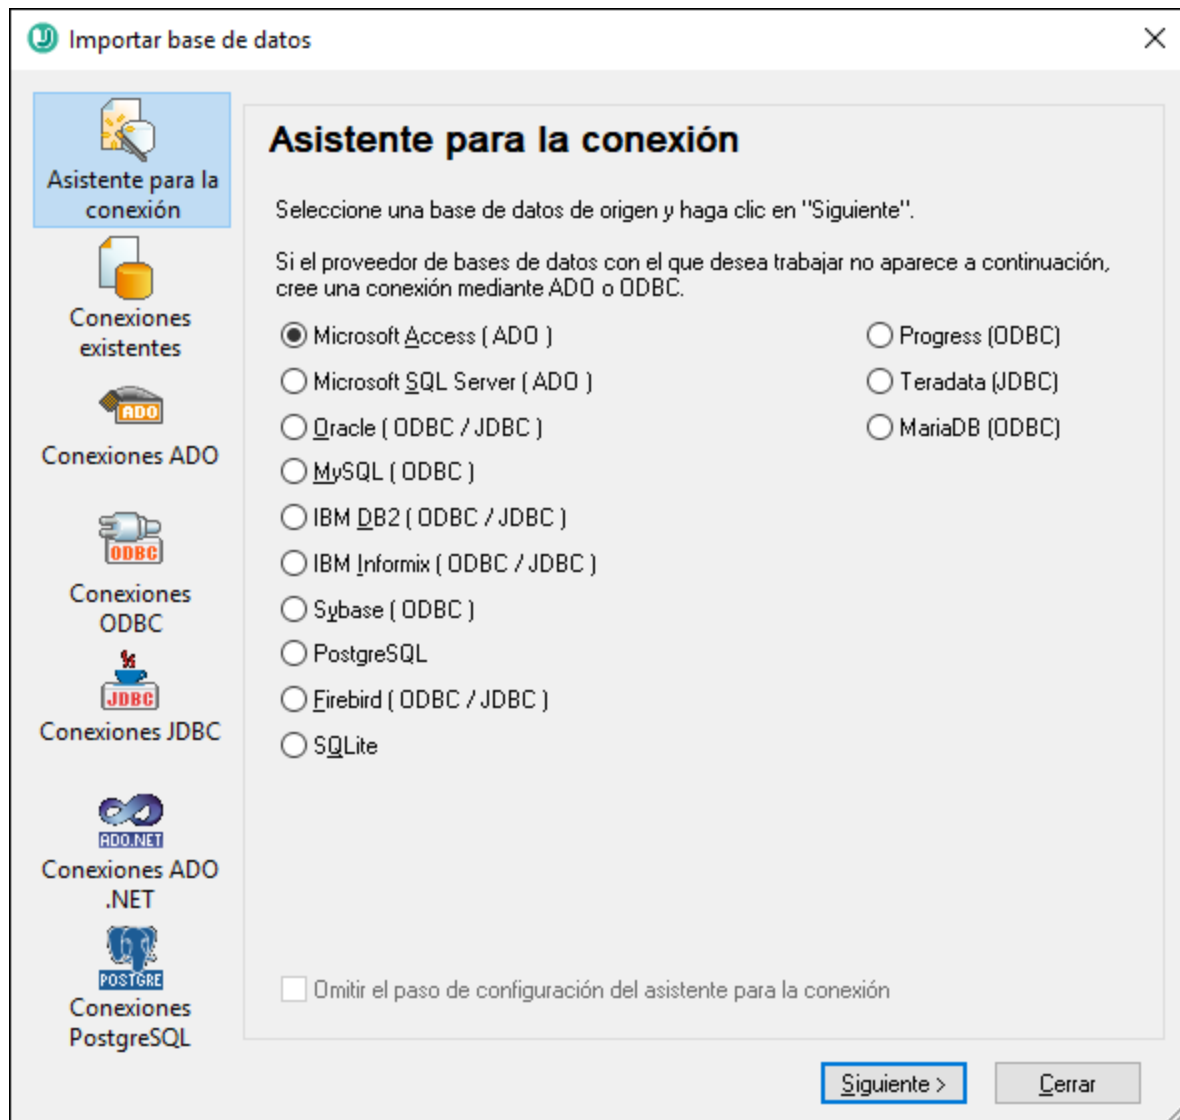 Importar base de datos
Asistente para la
conexión
Conexiones
existentes
ADO
Conexiones ADO
ODBC
Conexiones
ODBC
JDBC
Conexiones JDBC
ADO.NET
Conexiones ADO
.NET
POSTGRE
Conexiones
PostgreSQL
Asistente para la conexión
Seleccione una base de datos de origen y haga clic en "Siguiente".
Si el proveedor de bases de datos con el que desea trabajar no aparece a continuación,
cree una conexión mediante ADO o ODBC.
Microsoft Access ( ADO )
Microsoft SQL Server ( ADO )
Oracle ( ODBC / JDBC )
MySQL ( ODBC )
IBM DB2 ( ODBC / JDBC )
IBM Informix ( ODBC / JDBC )
Sybase ( ODBC )
PostgreSQL
Firebird ( ODBC / JDBC )
SQLite
Progress (ODBC)
Teradata (JDBC)
MariaDB (ODBC)
Omitir el paso de configuración del asistente para la conexión
Siguiente >
Cerrar